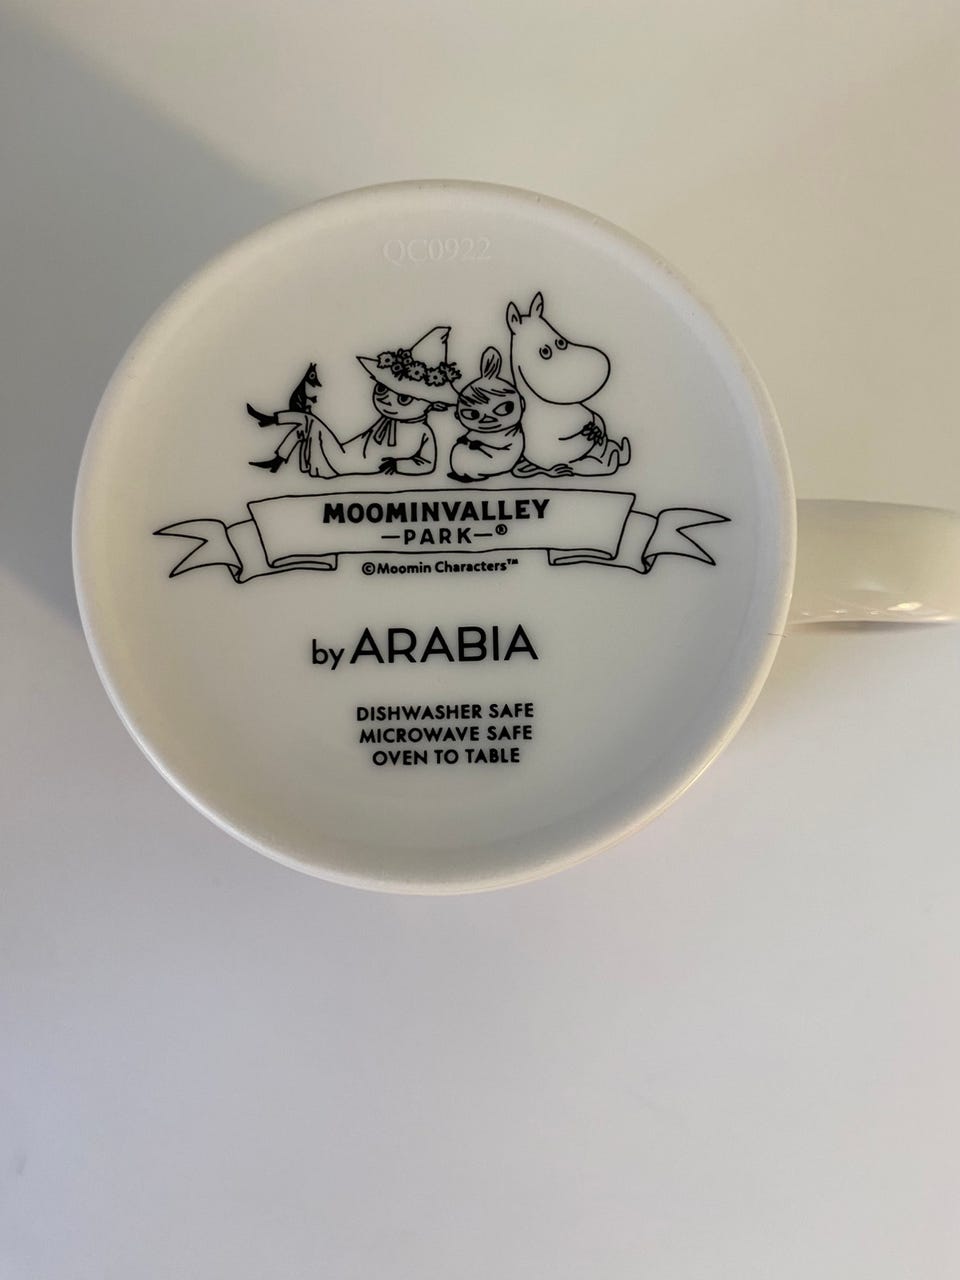 QC0922
MOOMINVALLEY
—PARK—®
©Moomin Characters™
by ARABIA
DISHWASHER SAFE
MICROWAVE SAFE
OVEN TO TABLE